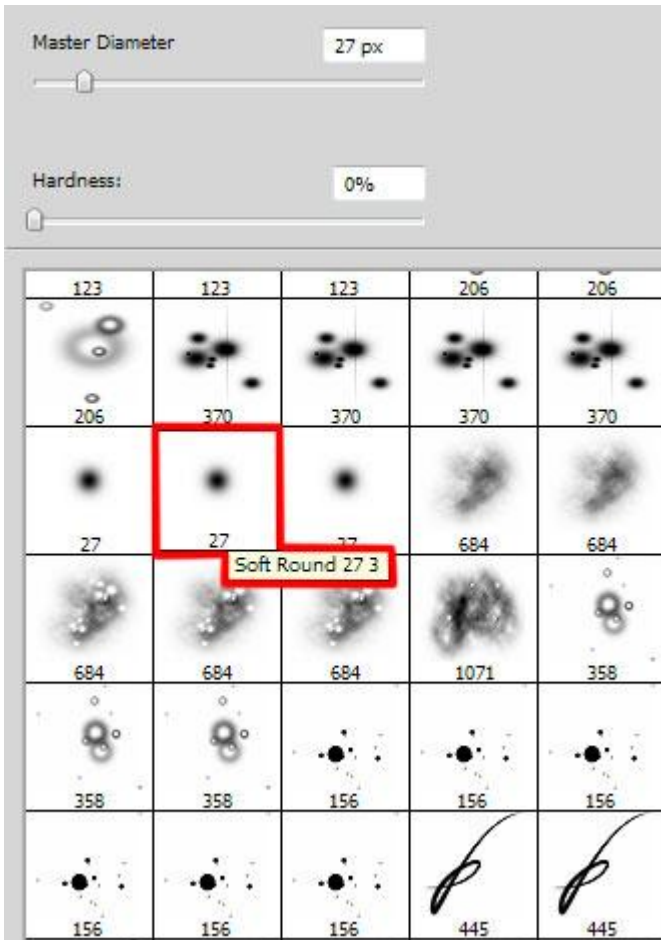 Master Diameter 27 px
Hardness: 0%
123 123 123 206 206
206 370 370 370 370
27 27 27 684 684
Soft Round 27 3
684 684 684 1071 358
358 358 156 156 156
156 156 156 445 445